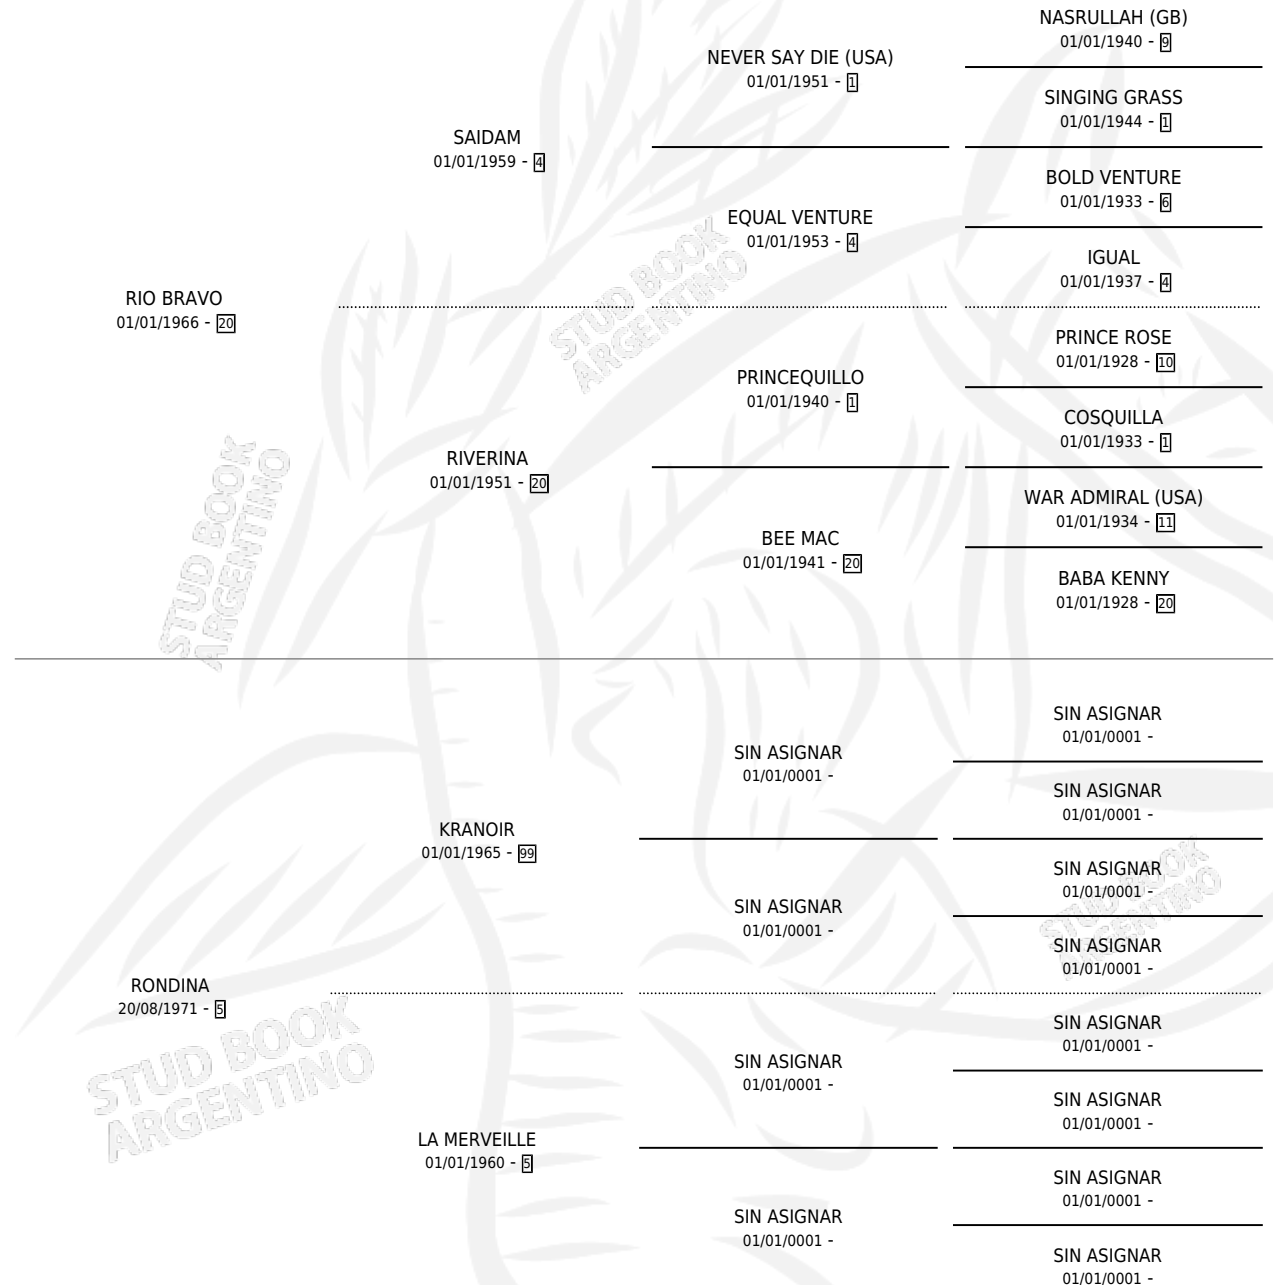 NASRULLAH (GB)
01/01/1940 - 9
NEVER SAY DIE (USA)
01/01/1951 - 1
SINGING GRASS
01/01/1944 - 1
SAIDAM
01/01/1959 - 4
BOLD VENTURE
01/01/1933 - 6
EQUAL VENTURE
01/01/1953 - 4
IGUAL
01/01/1937 - 4
RIO BRAVO
01/01/1966 - 20
PRINCE ROSE
01/01/1928 - 10
PRINCEQUILLO
01/01/1940 - 1
COSQUILLA
01/01/1933 - 1
RIVERINA
01/01/1951 - 20
WAR ADMIRAL (USA)
01/01/1934 - 11
BEE MAC
01/01/1941 - 20
BABA KENNY
01/01/1928 - 20
STUD BOOK
ARGENTINO
STUD BOOK
ARGENTINO
SIN ASIGNAR
01/01/0001 -
SIN ASIGNAR
01/01/0001 -
SIN ASIGNAR
01/01/0001 -
KRANOIR
01/01/1965 - 99
SIN ASIGNAR
01/01/0001 -
SIN ASIGNAR
01/01/0001 -
SIN ASIGNAR
01/01/0001 -
RONDINA
20/08/1971 - 5
SIN ASIGNAR
01/01/0001 -
SIN ASIGNAR
01/01/0001 -
SIN ASIGNAR
01/01/0001 -
LA MERVEILLE
01/01/1960 - 5
SIN ASIGNAR
01/01/0001 -
SIN ASIGNAR
01/01/0001 -
SIN ASIGNAR
01/01/0001 -
STUD BOOK
ARGENTINO
STUD BOOK
ARGENTINO